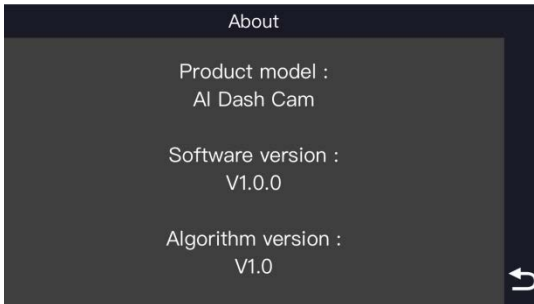 About
Product model :
AI Dash Cam
Software version :
V1.0.0
Algorithm version :
V1.0